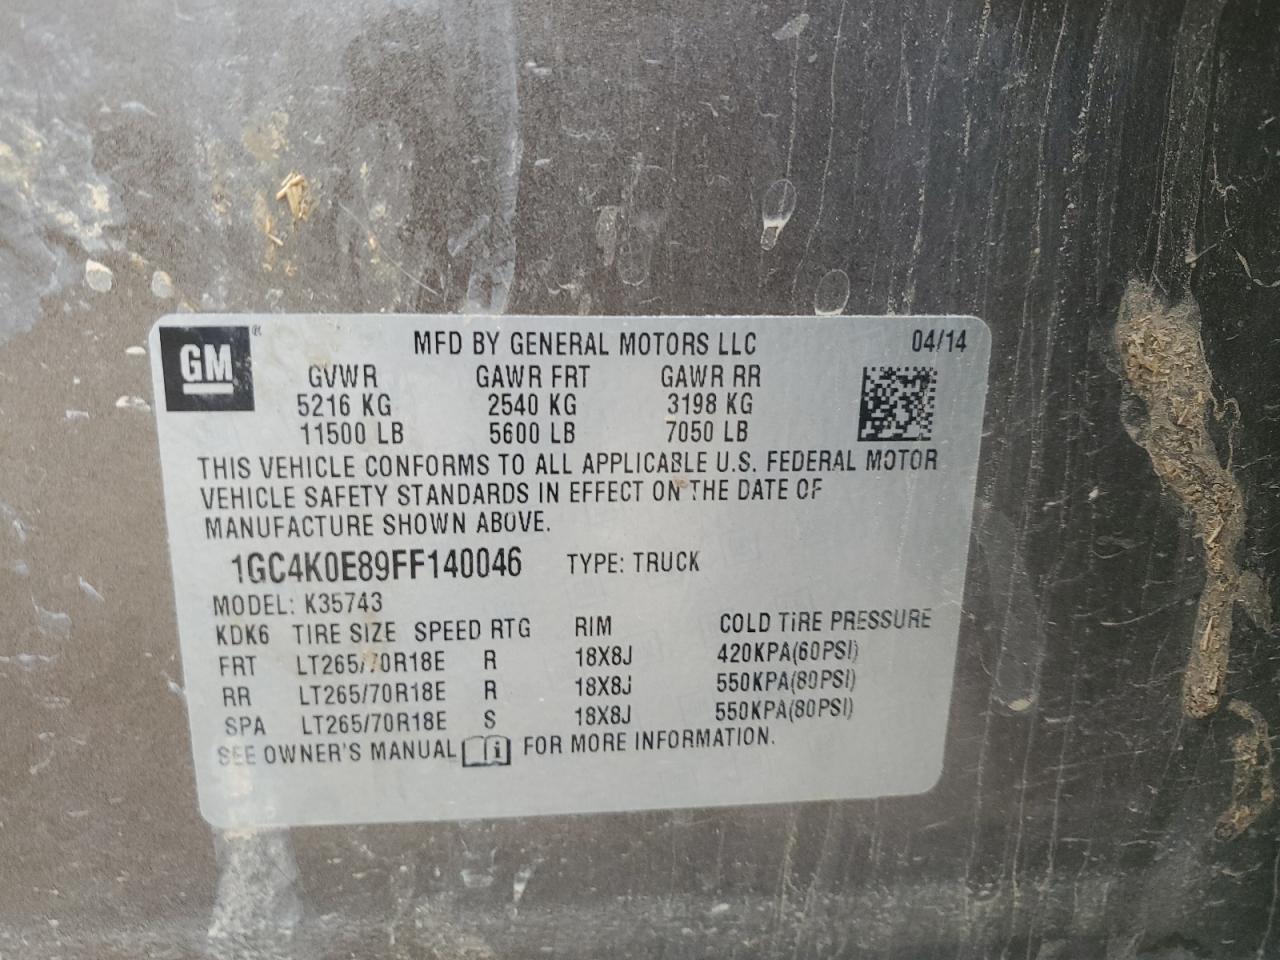 GM ®
MFD BY GENERAL MOTORS LLC 04/14
GVWR GAWR FRT GAWR RR
5216 KG 2540 KG 3198 KG
11500 LB 5600 LB 7050 LB
THIS VEHICLE CONFORMS TO ALL APPLICABLE U.S. FEDERAL MOTOR
VEHICLE SAFETY STANDARDS IN EFFECT ON THE DATE OF
MANUFACTURE SHOWN ABOVE.
1GC4K0E89FF140046 TYPE: TRUCK
MODEL: K35743
KDK6 TIRE SIZE SPEED RTG RIM COLD TIRE PRESSURE
FRT LT265/70R18E R 18X8J 420KPA(60PSI)
RR LT265/70R18E R 18X8J 550KPA(80PSI)
SPA LT265/70R18E S 18X8J 550KPA(80PSI)
SEE OWNER'S MANUAL i FOR MORE INFORMATION.